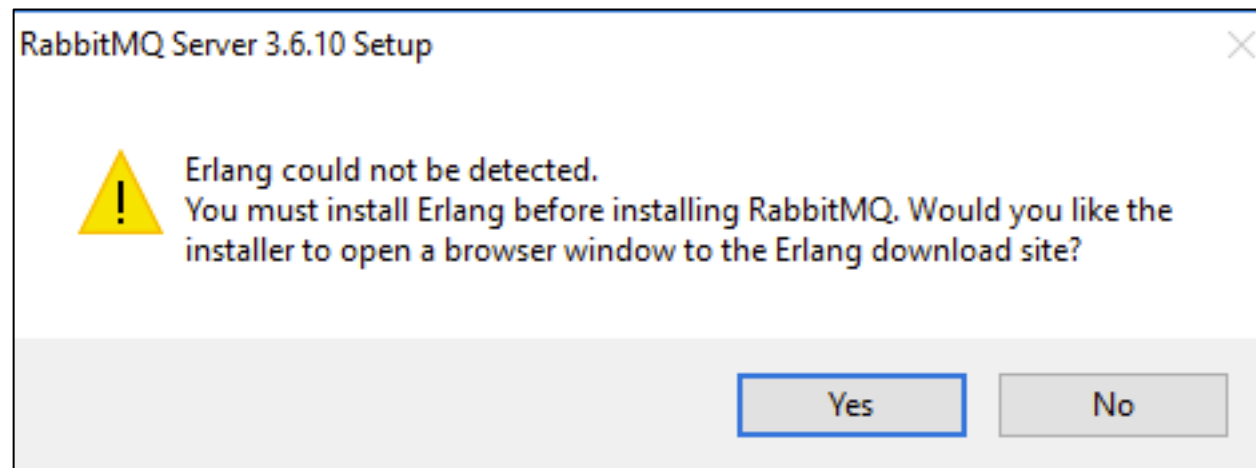 RabbitMQ Server 3.6.10 Setup
Erlang could not be detected.
You must install Erlang before installing RabbitMQ. Would you like the
installer to open a browser window to the Erlang download site?
Yes
No